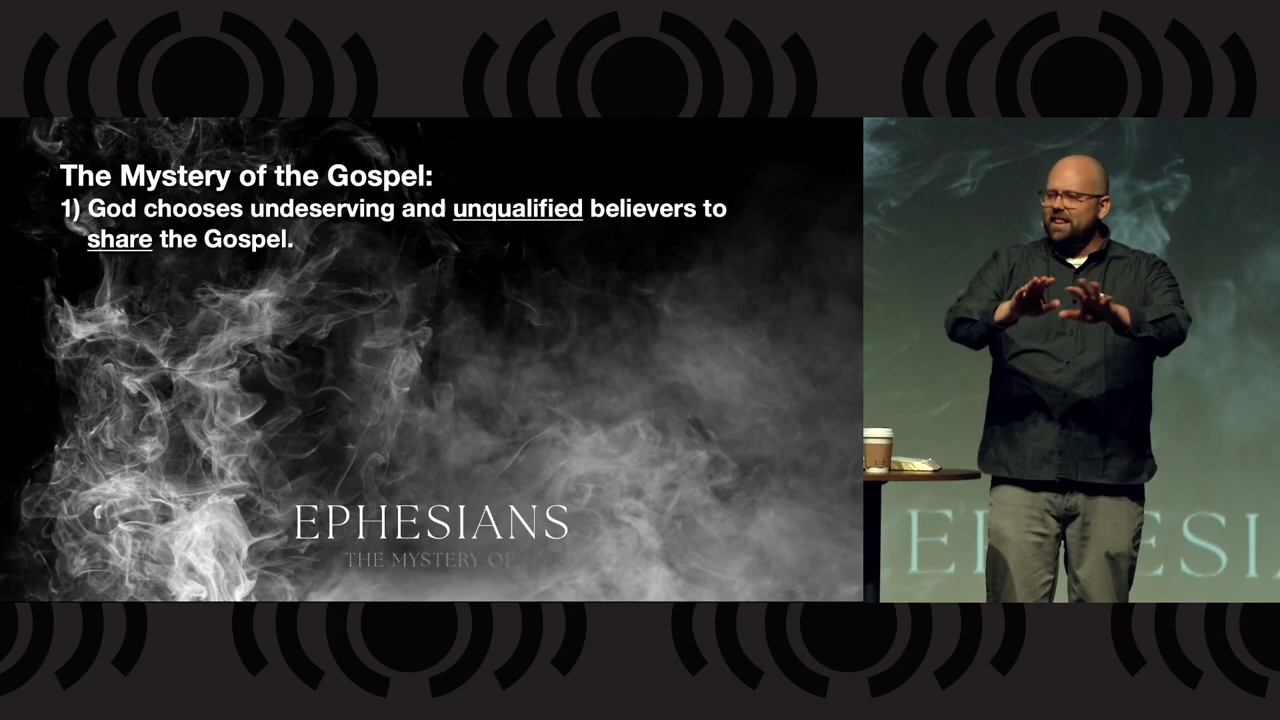 The Mystery of the Gospel:
1) God chooses undeserving and unqualified believers to
share the Gospel.
EPHESIANS
THE MYSTERY OF